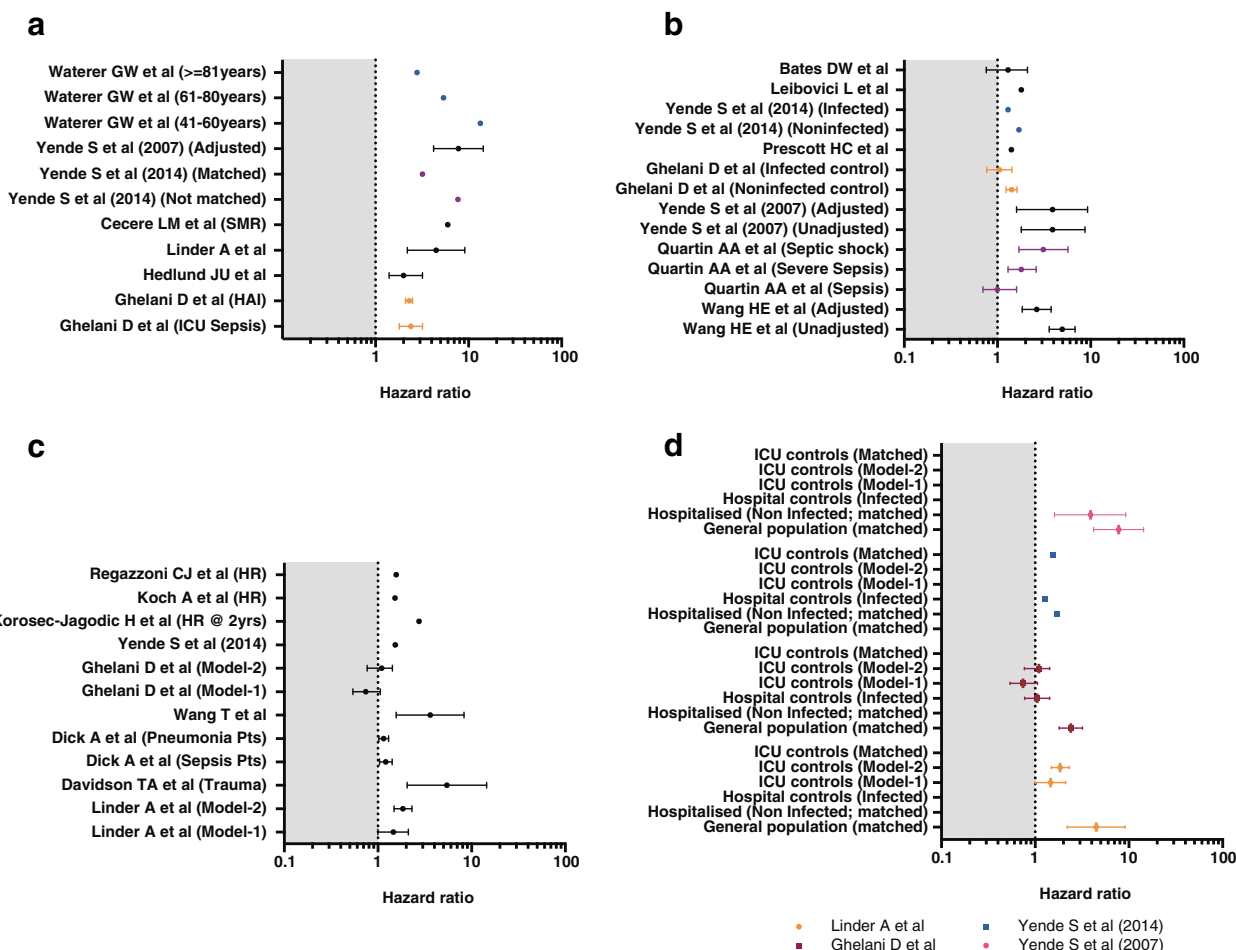 a
Waterer GW et al (>=81years)
Waterer GW et al (61-80years)
Waterer GW et al (41-60years)
Yende S et al (2007) (Adjusted)
Yende S et al (2014) (Matched)
Yende S et al (2014) (Not matched)
Cecere LM et al (SMR)
Linder A et al
Hedlund JU et al
Ghelani D et al (HAI)
Ghelani D et al (ICU Sepsis)
1 10 100
Hazard ratio
b
Bates DW et al
Leibovici L et al
Yende S et al (2014) (Infected)
Yende S et al (2014) (Noninfected)
Prescott HC et al
Ghelani D et al (Infected control)
Ghelani D et al (Noninfected control)
Yende S et al (2007) (Adjusted)
Yende S et al (2007) (Unadjusted)
Quartin AA et al (Septic shock)
Quartin AA et al (Severe Sepsis)
Quartin AA et al (Sepsis)
Wang HE et al (Adjusted)
Wang HE et al (Unadjusted)
0.1 1 10 100
Hazard ratio
c
Regazzoni CJ et al (HR)
Koch A et al (HR)
Korosec-Jagodic H et al (HR @ 2yrs)
Yende S et al (2014)
Ghelani D et al (Model-2)
Ghelani D et al (Model-1)
Wang T et al
Dick A et al (Pneumonia Pts)
Dick A et al (Sepsis Pts)
Davidson TA et al (Trauma)
Linder A et al (Model-2)
Linder A et al (Model-1)
0.1 1 10 100
Hazard ratio
d
ICU controls (Matched)
ICU controls (Model-2)
ICU controls (Model-1)
Hospital controls (Infected)
Hospitalised (Non Infected; matched)
General population (matched)
ICU controls (Matched)
ICU controls (Model-2)
ICU controls (Model-1)
Hospital controls (Infected)
Hospitalised (Non Infected; matched)
General population (matched)
ICU controls (Matched)
ICU controls (Model-2)
ICU controls (Model-1)
Hospital controls (Infected)
Hospitalised (Non Infected; matched)
General population (matched)
ICU controls (Matched)
ICU controls (Model-2)
ICU controls (Model-1)
Hospital controls (Infected)
Hospitalised (Non Infected; matched)
General population (matched)
0.1 1 10 100
Hazard ratio
Linder A et al
Yende S et al (2014)
Ghelani D et al
Yende S et al (2007)